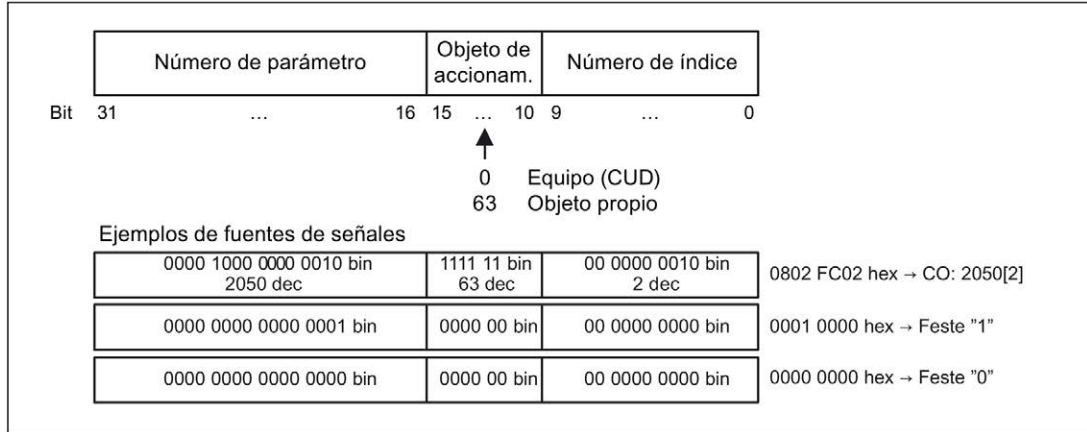 Número de parámetro
Objeto de
accionam.
Número de índice
Bit 31 ... 16 15 ... 10 9 ... 0
0 Equipo (CUD)
63 Objeto propio
Ejemplos de fuentes de señales
0000 1000 0000 0010 bin
2050 dec
1111 11 bin
63 dec
00 0000 0010 bin
2 dec
0802 FC02 hex → CO: 2050[2]
0000 0000 0000 0001 bin
0000 00 bin
00 0000 0000 bin
0001 0000 hex → Feste ”1”
0000 0000 0000 0000 bin
0000 00 bin
00 0000 0000 bin
0000 0000 hex → Feste ”0”